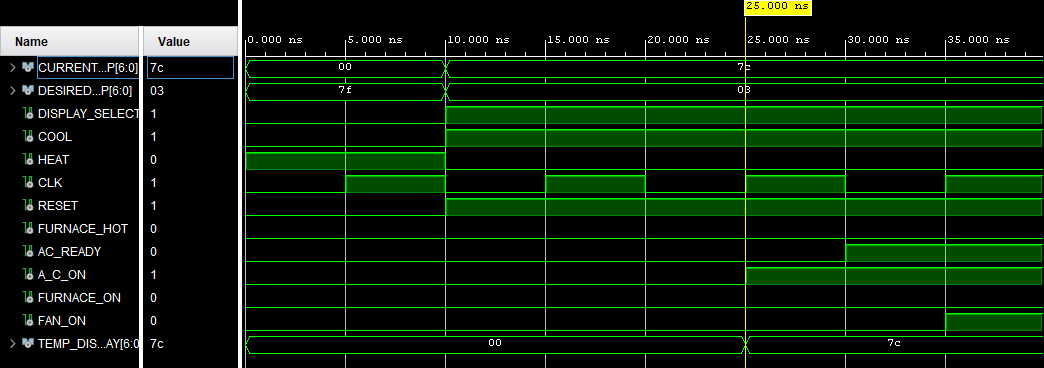 25.000 ns
Name Value
0.000 ns 5.000 ns 10.000 ns 15.000 ns 20.000 ns 25.000 ns 30.000 ns 35.000 ns
CURRENT...P[6:0] 7c 00 7c
DESIRED...P[6:0] 03 7f 03
DISPLAY_SELECT 1
COOL 1
HEAT 0
CLK 1
RESET 1
FURNACE_HOT 0
AC_READY 0
A_C_ON 1
FURNACE_ON 0
FAN_ON 0
TEMP_DIS...AY[6:0 7c 00 7c